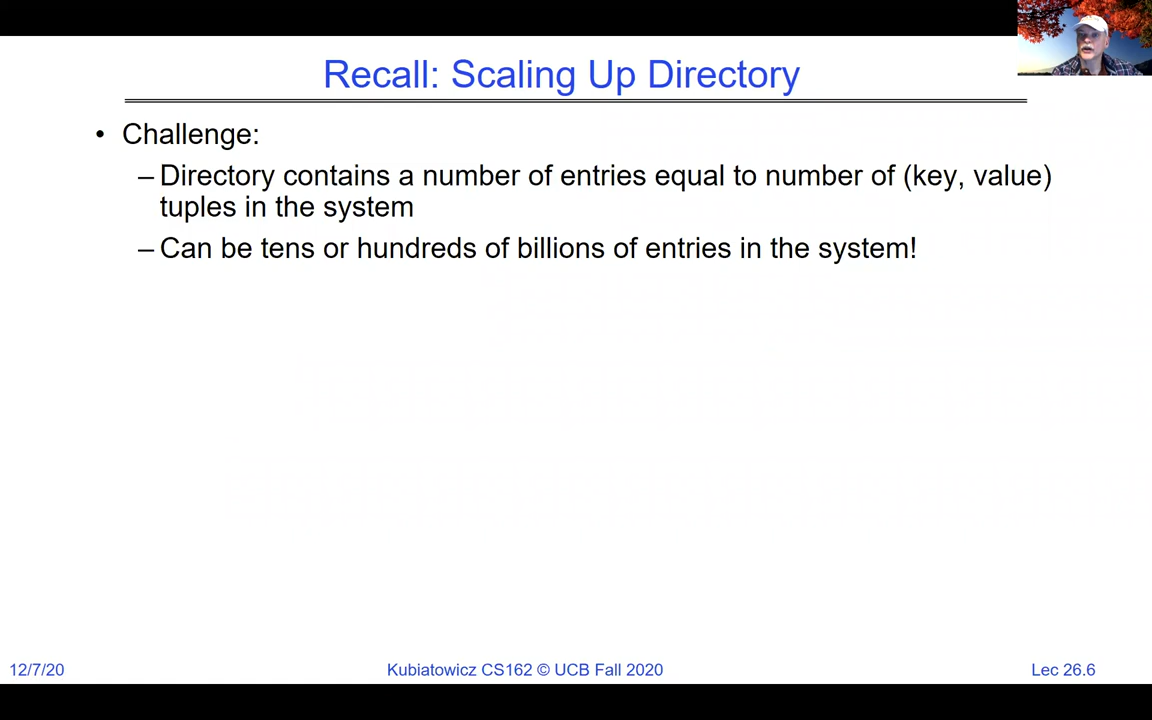 Recall: Scaling Up Directory
• Challenge:
– Directory contains a number of entries equal to number of (key, value)
tuples in the system
– Can be tens or hundreds of billions of entries in the system!
12/7/20
Kubiatowicz CS162 © UCB Fall 2020
Lec 26.6